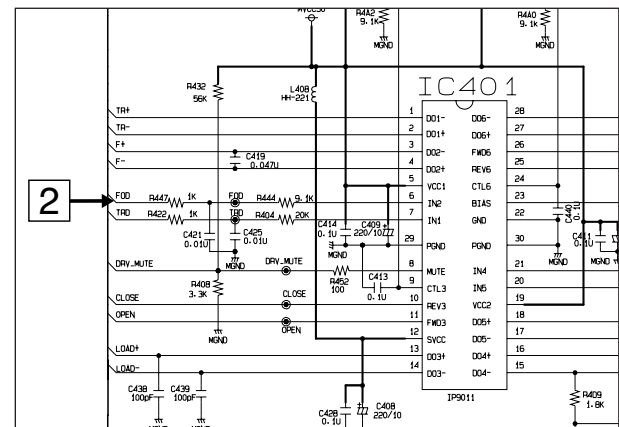 AVCC50
R4A2
9.1K
MGND
R4A0
9.1K
MGND
R432
56K
L408
HH-221
IC401
TR+ 1 DO1- DO6- 28
TR- 2 DO1+ DO6+ 27
F+ 3 DO2- FWD6 26
F- C419 0.047U 4 DO2+ REV6 25
5 VCC1 CTL6 24
2
FOD R447 1K FOD R444 9.1K 6 IN2 BIAS 23
TRD R422 1K TRD R404 20K 7 IN1 GND 22
C421
0.01U
C425
0.01U
MGND
C414
0.1U
MGND
C409
220/10
29 PGND PGND 30
C440
0.1U
MGND
C411
0.1U
MGND
DRV_MUTE DRV_MUTE R452 100 8 MUTE IN4 21
R408
3.3K
MGND
C413
0.1U
9 CTL3 IN5 20
CLOSE CLOSE 10 REV3 VCC2 19
OPEN OPEN 11 FWD3 DO5+ 18
12 SVCC DO5- 17
LOAD+ 13 DO3+ DO4+ 16
LOAD- 14 DO3- DO4- 15
C438
100pF
C439
100pF
MGND
MGND
C428
0.1U
C408
220/10
IP9011
R409
1.8K